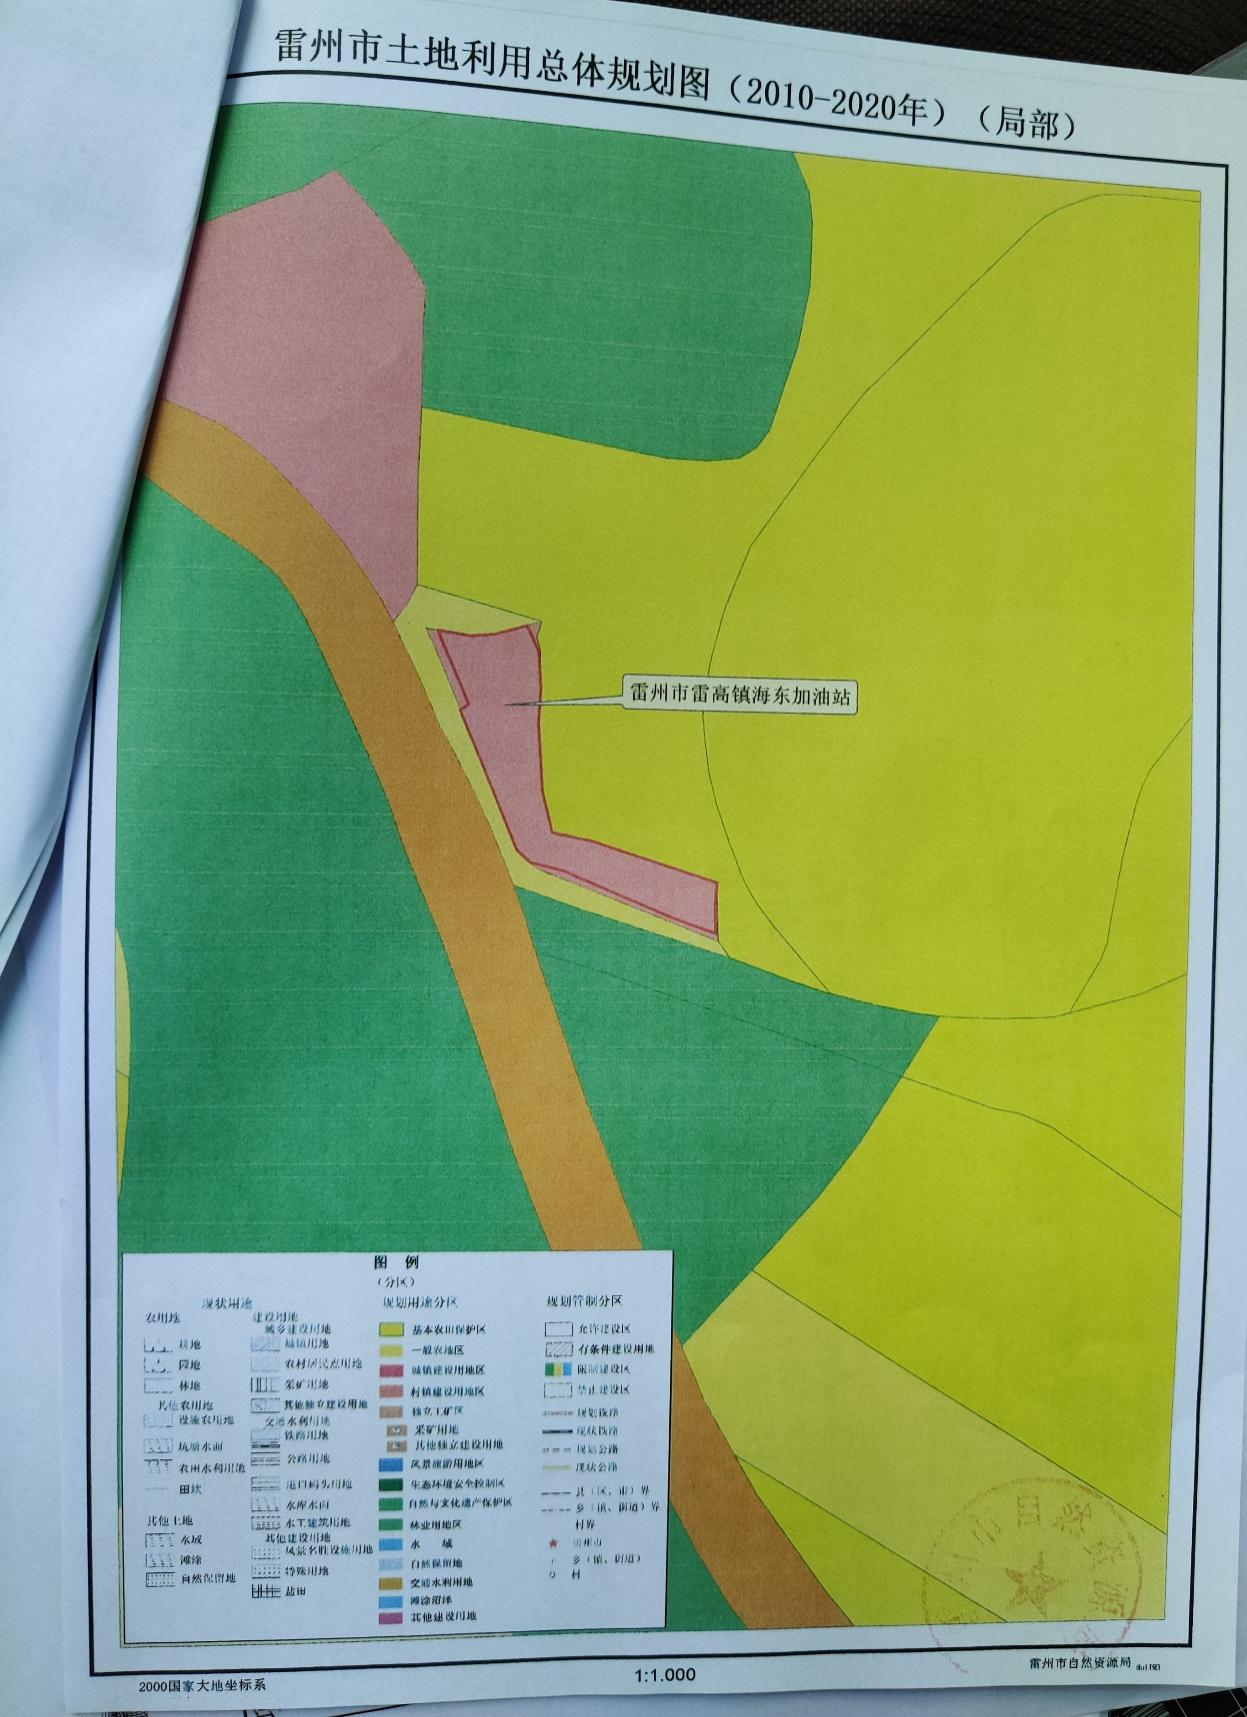 雷州市土地利用总体规划图（2010-2020年）（局部）
雷州市雷高镇海东加油站
图 例
（分区）
现状用地
规划用途分区
规划管制分区
农用地
建设用地
城乡建设用地
耕地
园地
林地
其他农用地
设施农用地
坑塘水面
农田水利用地
田坎
其他土地
水域
滩涂
自然保留地
城镇用地
农村居民点用地
采矿用地
其他独立建设用地
交通水利用地
铁路用地
公路用地
港口码头用地
水库水面
水工建筑用地
其他建设用地
风景名胜设施用地
特殊用地
盐田
基本农田保护区
一般农地区
城镇建设用地区
村镇建设用地区
独立工矿区
采矿用地
其他独立建设用地
风景旅游用地区
生态环境安全控制区
自然与文化遗产保护区
林业用地区
水 域
自然保留地
交通水利用地
滩涂沼泽
其他建设用地
允许建设区
有条件建设用地
限制建设区
禁止建设区
规划铁路
现状铁路
规划公路
现状公路
县（区、市）界
乡（镇、街道）界
村界
雷州市
乡（镇、街道）
村
2000国家大地坐标系
1:1.000
雷州市自然资源局